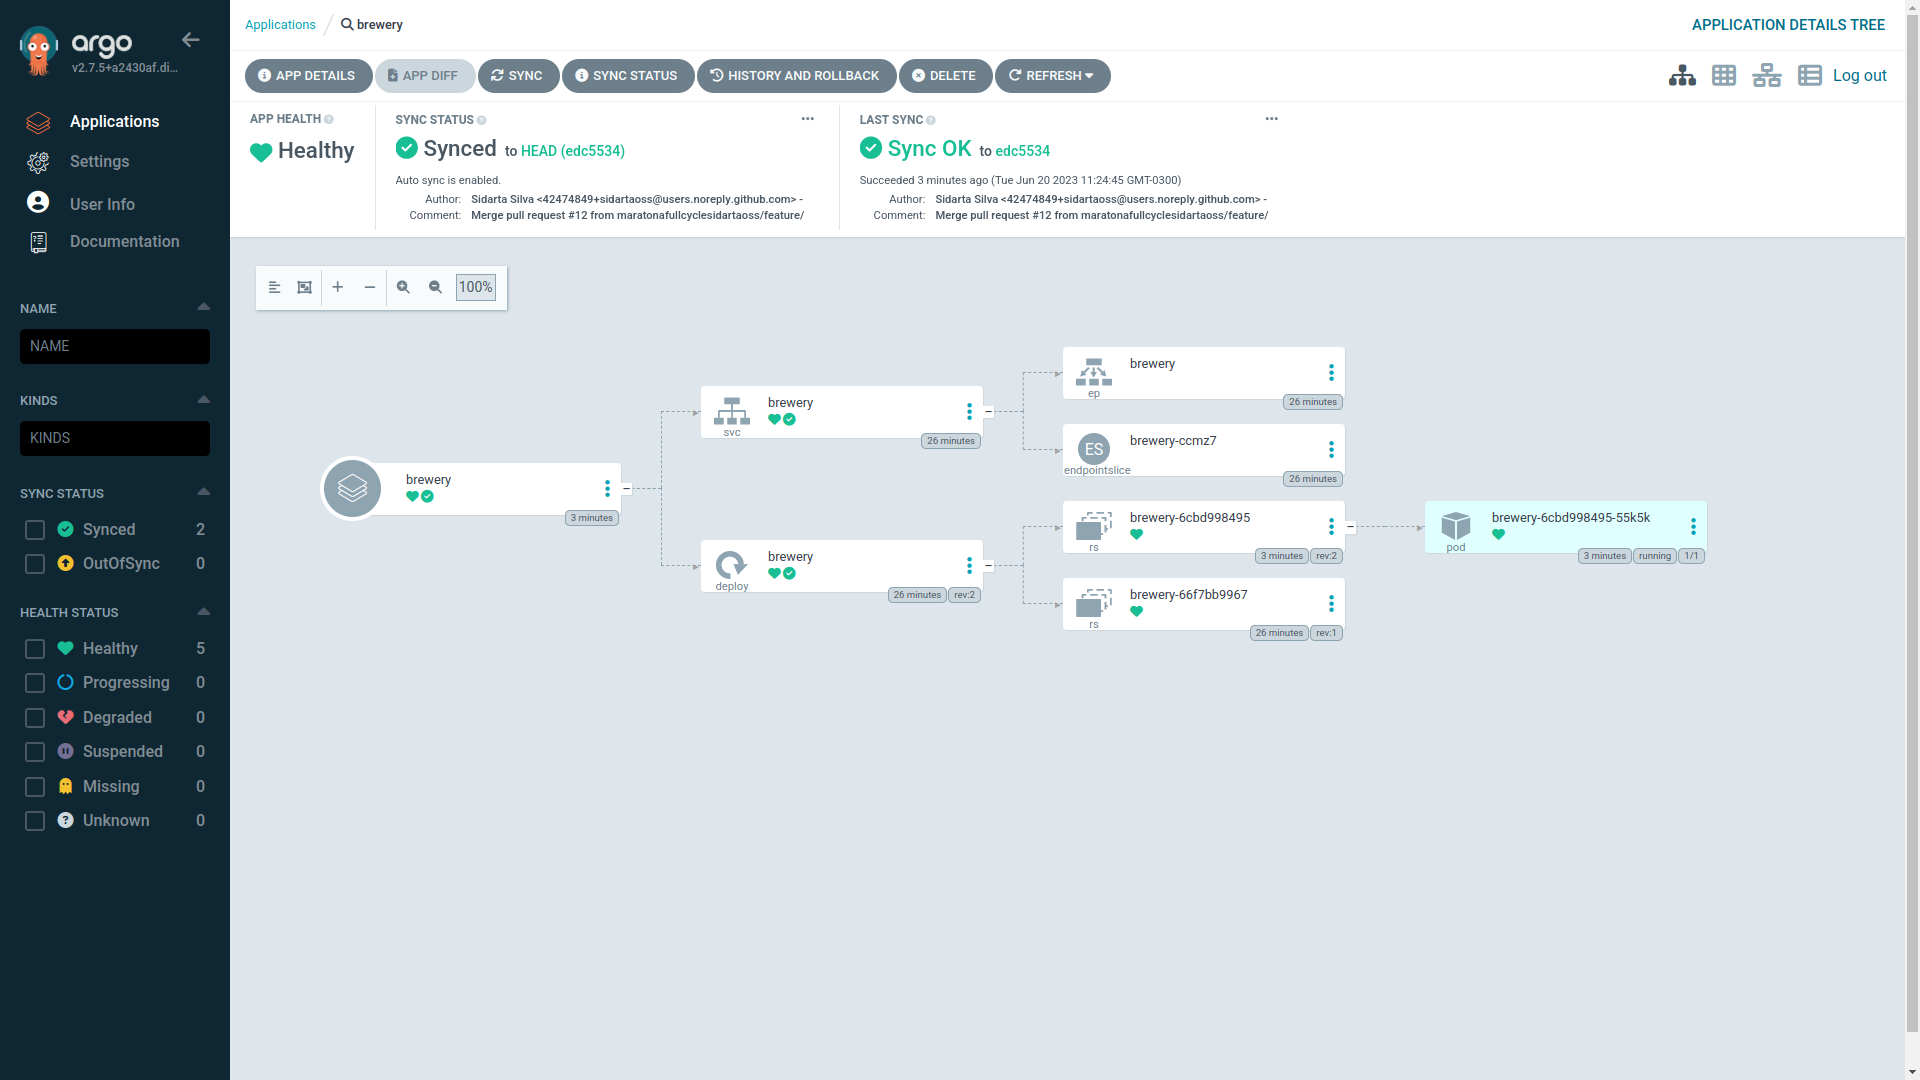 argo
v2.7.5+a2430af.di...
Applications
Settings
User Info
Documentation
NAME
NAME
KINDS
KINDS
SYNC STATUS
Synced 2
OutOfSync 0
HEALTH STATUS
Healthy 5
Progressing 0
Degraded 0
Suspended 0
Missing 0
Unknown 0
Applications / brewery
APPLICATION DETAILS TREE
APP DETAILS
APP DIFF
SYNC
SYNC STATUS
HISTORY AND ROLLBACK
DELETE
REFRESH
Log out
APP HEALTH
Healthy
SYNC STATUS
Synced to HEAD (edc5534)
Auto sync is enabled.
Author: Sidarta Silva <42474849+sidartaoss@users.noreply.github.com> -
Comment: Merge pull request #12 from maratonafullcyclesidartaoss/feature/
LAST SYNC
Sync OK to edc5534
Succeeded 3 minutes ago (Tue Jun 20 2023 11:24:45 GMT-0300)
Author: Sidarta Silva <42474849+sidartaoss@users.noreply.github.com> -
Comment: Merge pull request #12 from maratonafullcyclesidartaoss/feature/
100%
brewery
3 minutes
brewery
svc
26 minutes
brewery
deploy
26 minutes rev:2
brewery
ep
26 minutes
ES
brewery-ccmz7
endpointslice
26 minutes
brewery-6cbd998495
rs
3 minutes rev:2
brewery-66f7bb9967
rs
26 minutes rev:1
brewery-6cbd998495-55k5k
pod
3 minutes running 1/1